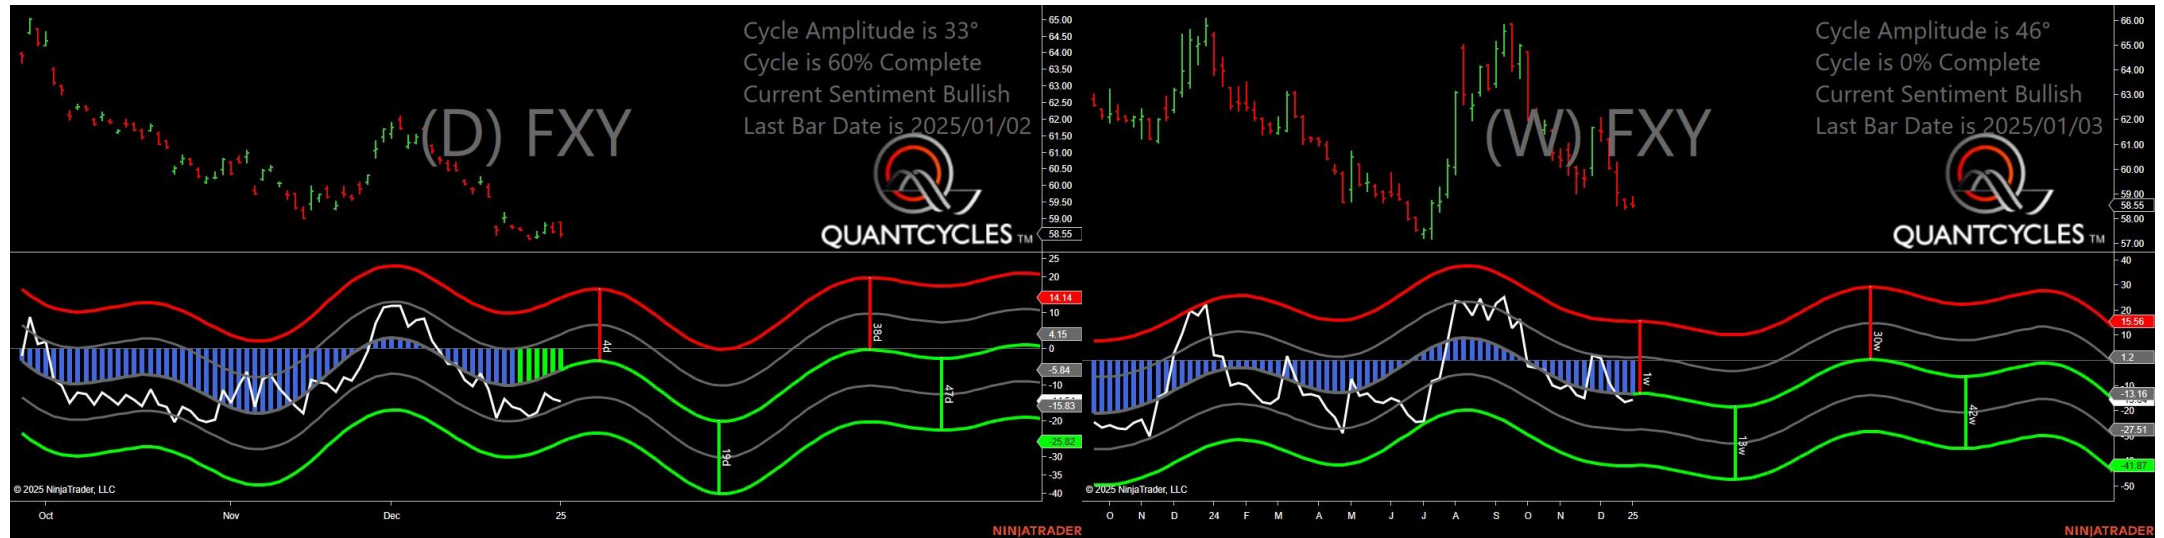 Cycle Amplitude is 33°
Cycle is 60% Complete
Current Sentiment Bullish
Last Bar Date is 2025/01/02
(D) FXY
QUANTCYCLES TM
65.00
64.50
64.00
63.50
63.00
62.50
62.00
61.50
61.00
60.50
60.00
59.50
59.00
58.55
25
20
14.14
10
4.15
0
-5.84
-10
-15.83
-20
-25.82
-30
-35
-40
4d
19d
38d
47d
© 2025 NinjaTrader, LLC
Oct
Nov
Dec
25
NINJATRADER
Cycle Amplitude is 46°
Cycle is 0% Complete
Current Sentiment Bullish
Last Bar Date is 2025/01/03
(W) FXY
QUANTCYCLES TM
66.00
65.00
64.00
63.00
62.00
61.00
60.00
59.00
58.55
58.00
57.00
40
30
20
15.56
10
1.2
-10
-13.16
-20
-27.51
-41.87
-50
1w
13w
30w
42w
© 2025 NinjaTrader, LLC
O
N
D
24
F
M
A
M
J
J
A
S
O
N
D
25
NINJATRADER